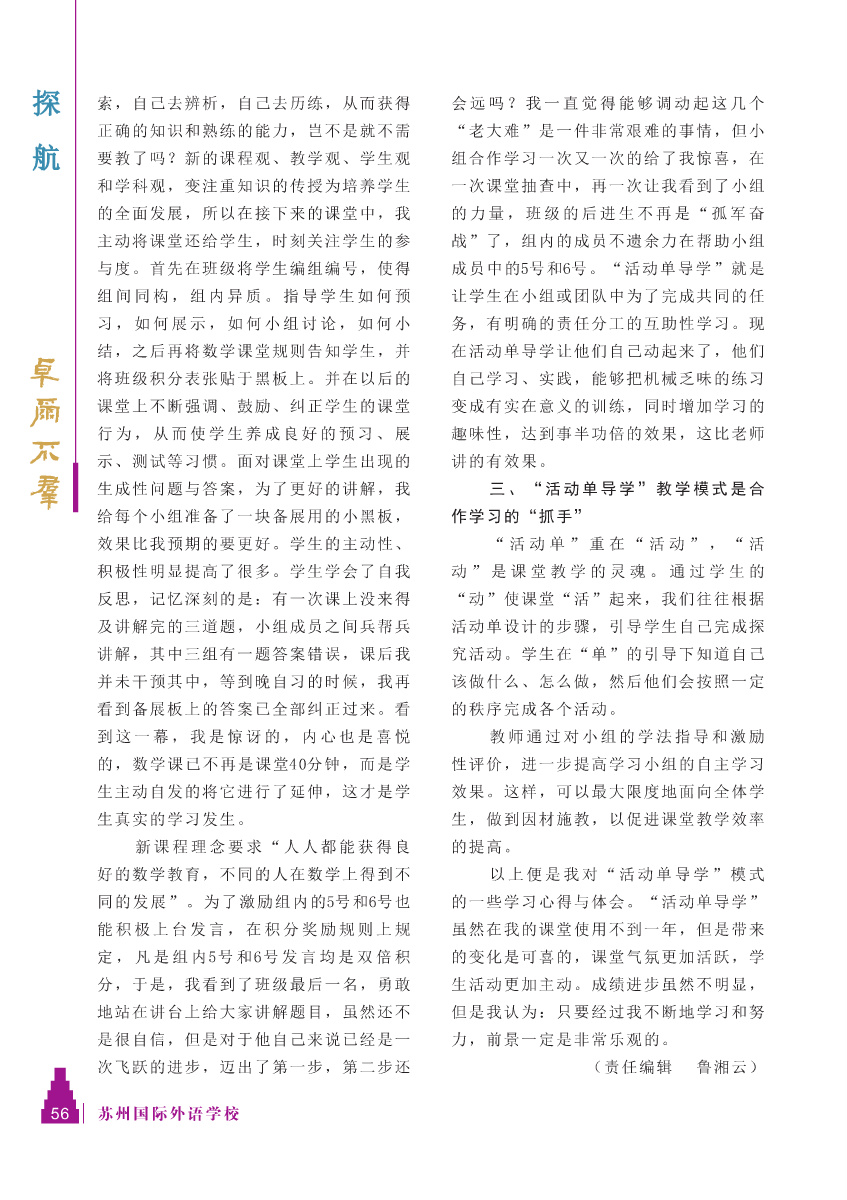 探
航
卓
尔
不
群
索，自己去辨析，自己去历练，从而获得
正确的知识和熟练的能力，岂不是就不需
要教了吗？新的课程观、教学观、学生观
和学科观，变注重知识的传授为培养学生
的全面发展，所以在接下来的课堂中，我
主动将课堂还给学生，时刻关注学生的参
与度。首先在班级将学生编组编号，使得
组间同构，组内异质。指导学生如何预
习，如何展示，如何小组讨论，如何小
结，之后再将数学课堂规则告知学生，并
将班级积分表张贴于黑板上。并在以后的
课堂上不断强调、鼓励、纠正学生的课堂
行为，从而使学生养成良好的预习、展
示、测试等习惯。面对课堂上学生出现的
生成性问题与答案，为了更好的讲解，我
给每个小组准备了一块备展用的小黑板，
效果比我预期的要更好。学生的主动性、
积极性明显提高了很多。学生学会了自我
反思，记忆深刻的是：有一次课上没来得
及讲解完的三道题，小组成员之间兵帮兵
讲解，其中三组有一题答案错误，课后我
并未干预其中，等到晚自习的时候，我再
看到备展板上的答案已全部纠正过来。看
到这一幕，我是惊讶的，内心也是喜悦
的，数学课已不再是课堂40分钟，而是学
生主动自发的将它进行了延伸，这才是学
生真实的学习发生。
新课程理念要求“人人都能获得良
好的数学教育，不同的人在数学上得到不
同的发展”。为了激励组内的5号和6号也
能积极上台发言，在积分奖励规则上规
定，凡是组内5号和6号发言均是双倍积
分，于是，我看到了班级最后一名，勇敢
地站在讲台上给大家讲解题目，虽然还不
是很自信，但是对于他自己来说已经是一
次飞跃的进步，迈出了第一步，第二步还
会远吗？我一直觉得能够调动起这几个
“老大难”是一件非常艰难的事情，但小
组合作学习一次又一次的给了我惊喜，在
一次课堂抽查中，再一次让我看到了小组
的力量，班级的后进生不再是“孤军奋
战”了，组内的成员不遗余力在帮助小组
成员中的5号和6号。“活动单导学”就是
让学生在小组或团队中为了完成共同的任
务，有明确的责任分工的互助性学习。现
在活动单导学让他们自己动起来了，他们
自己学习、实践，能够把机械乏味的练习
变成有实在意义的训练，同时增加学习的
趣味性，达到事半功倍的效果，这比老师
讲的有效果。
三、“活动单导学”教学模式是合
作学习的“抓手”
“活动单”重在“活动”，“活
动”是课堂教学的灵魂。通过学生的
“动”使课堂“活”起来，我们往往根据
活动单设计的步骤，引导学生自己完成探
究活动。学生在“单”的引导下知道自己
该做什么、怎么做，然后他们会按照一定
的秩序完成各个活动。
教师通过对小组的学法指导和激励
性评价，进一步提高学习小组的自主学习
效果。这样，可以最大限度地面向全体学
生，做到因材施教，以促进课堂教学效率
的提高。
以上便是我对“活动单导学”模式
的一些学习心得与体会。“活动单导学”
虽然在我的课堂使用不到一年，但是带来
的变化是可喜的，课堂气氛更加活跃，学
生活动更加主动。成绩进步虽然不明显，
但是我认为：只要经过我不断地学习和努
力，前景一定是非常乐观的。
（责任编辑　鲁湘云）
56
苏州国际外语学校